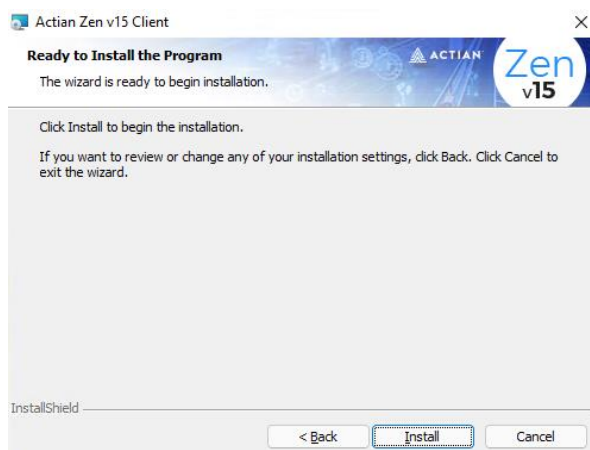 Actian Zen v15 Client
Ready to Install the Program
The wizard is ready to begin installation.
ACTIAN
Zen
v15
Click Install to begin the installation.
If you want to review or change any of your installation settings, click Back. Click Cancel to
exit the wizard.
InstallShield
< Back
Install
Cancel